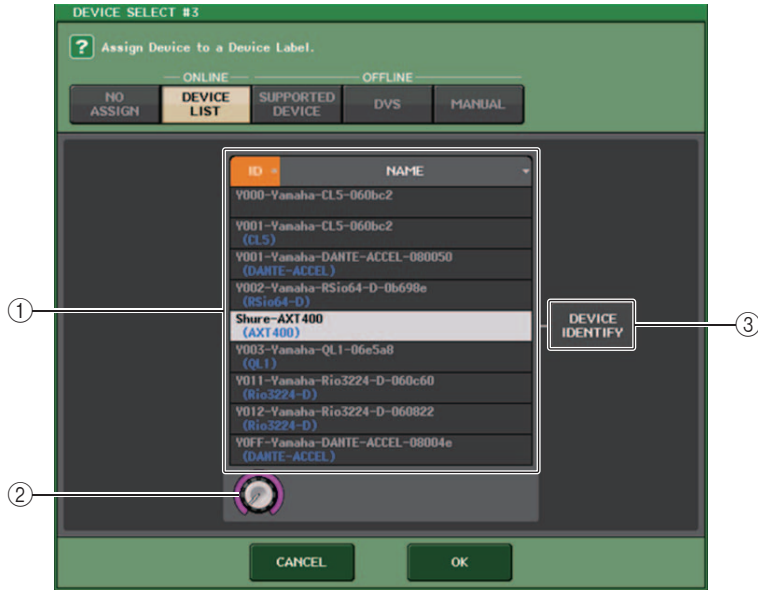 DEVICE SELECT #3
? Assign Device to a Device Label.
ONLINE OFFLINE
NO ASSIGN
DEVICE LIST
SUPPORTED DEVICE
DVS
MANUAL
ID NAME
Y000-Yamaha-CL5-060bc2
Y001-Yamaha-CL5-060bc2
(CL5)
Y001-Yamaha-DANTE-ACCEL-080050
(DANTE-ACCEL)
Y002-Yamaha-RSio64-D-0b698e
(RSio64-D)
Shure-AXT400
(AXT400)
Y003-Yamaha-QL1-06e5a8
(QL1)
Y011-Yamaha-Rio3224-D-060c60
(Rio3224-D)
Y012-Yamaha-Rio3224-D-060822
(Rio3224-D)
Y0FF-Yamaha-DANTE-ACCEL-08004e
(DANTE-ACCEL)
DEVICE
IDENTIFY
①
③
②
CANCEL OK